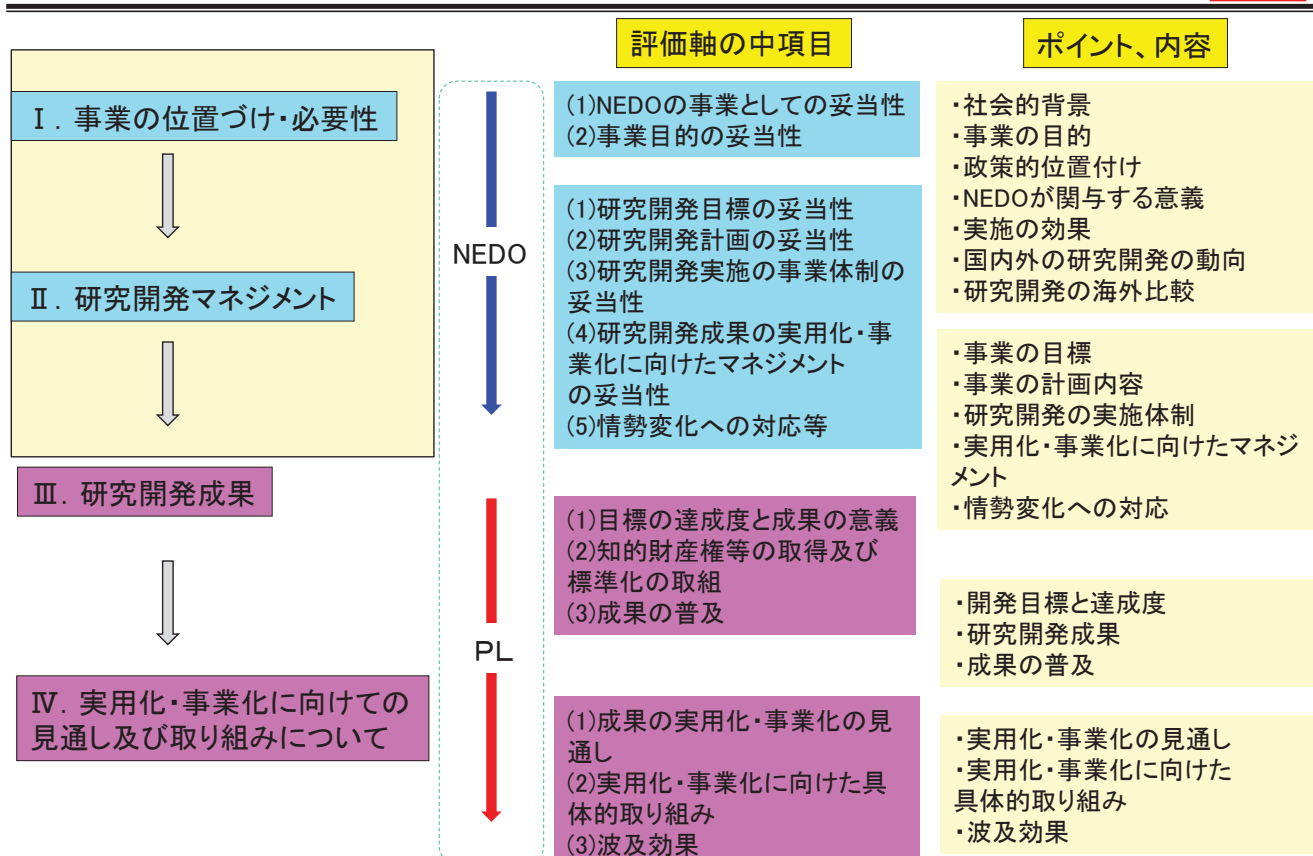 評価軸の中項目
ポイント、内容
Ⅰ. 事業の位置づけ・必要性
Ⅱ. 研究開発マネジメント
Ⅲ. 研究開発成果
Ⅳ. 実用化・事業化に向けての
見通し及び取り組みについて
NEDO
PL
(1)NEDOの事業としての妥当性
(2)事業目的の妥当性
(1)研究開発目標の妥当性
(2)研究開発計画の妥当性
(3)研究開発実施の事業体制の
妥当性
(4)研究開発成果の実用化・事
業化に向けたマネジメント
の妥当性
(5)情勢変化への対応等
(1)目標の達成度と成果の意義
(2)知的財産権等の取得及び
標準化の取組
(3)成果の普及
(1)成果の実用化・事業化の見
通し
(2)実用化・事業化に向けた具
体的取り組み
(3)波及効果
・社会的背景
・事業の目的
・政策的位置付け
・NEDOが関与する意義
・実施の効果
・国内外の研究開発の動向
・研究開発の海外比較
・事業の目標
・事業の計画内容
・研究開発の実施体制
・実用化・事業化に向けたマネジ
メント
・情勢変化への対応
・開発目標と達成度
・研究開発成果
・成果の普及
・実用化・事業化の見通し
・実用化・事業化に向けた
具体的取り組み
・波及効果